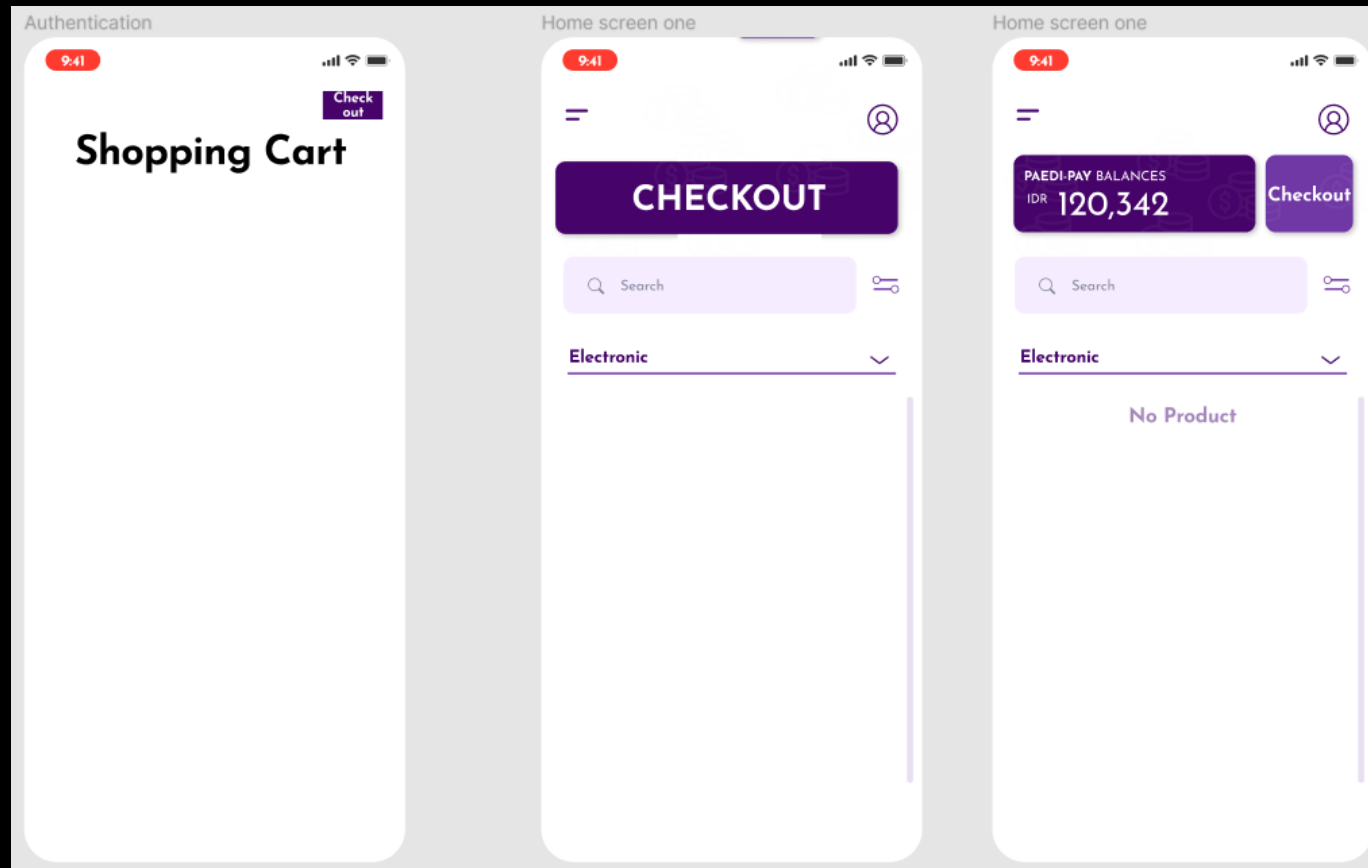 Authentication
9:41
Check
out
Shopping Cart
Home screen one
9:41
CHECKOUT
Search
Electronic
Home screen one
9:41
PAEDI-PAY BALANCES
IDR 120,342
Checkout
Search
Electronic
No Product